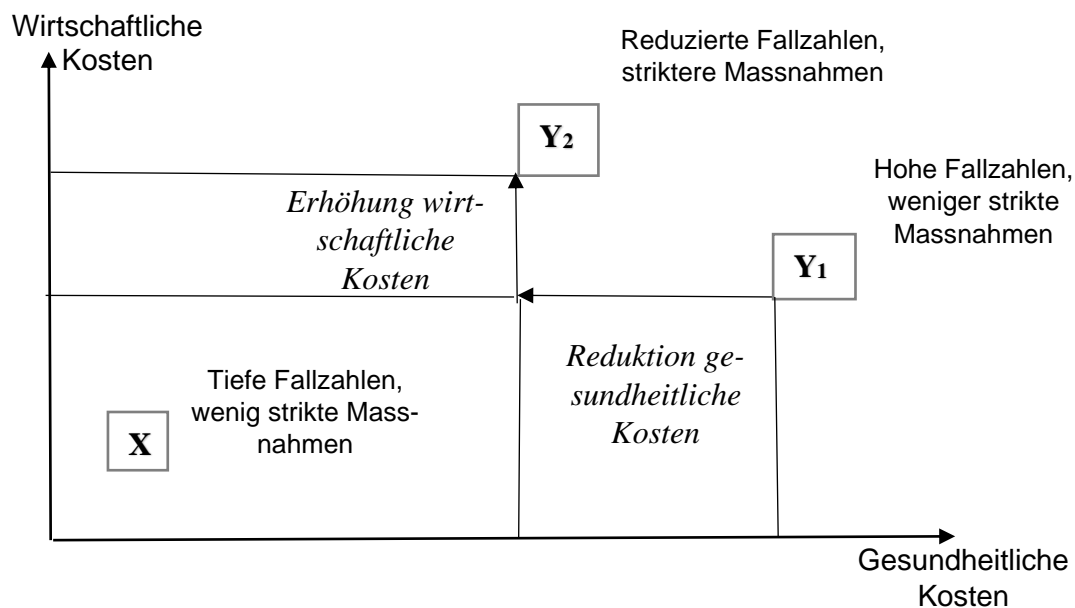 Wirtschaftliche
Kosten
Reduzierte Fallzahlen,
striktere Massnahmen
Y2
Hohe Fallzahlen,
weniger strikte
Massnahmen
Erhöhung wirt-
schaftliche
Kosten
Y1
Reduktion ge-
sundheitliche
Kosten
Tiefe Fallzahlen,
wenig strikte Mass-
nahmen
X
Gesundheitliche
Kosten